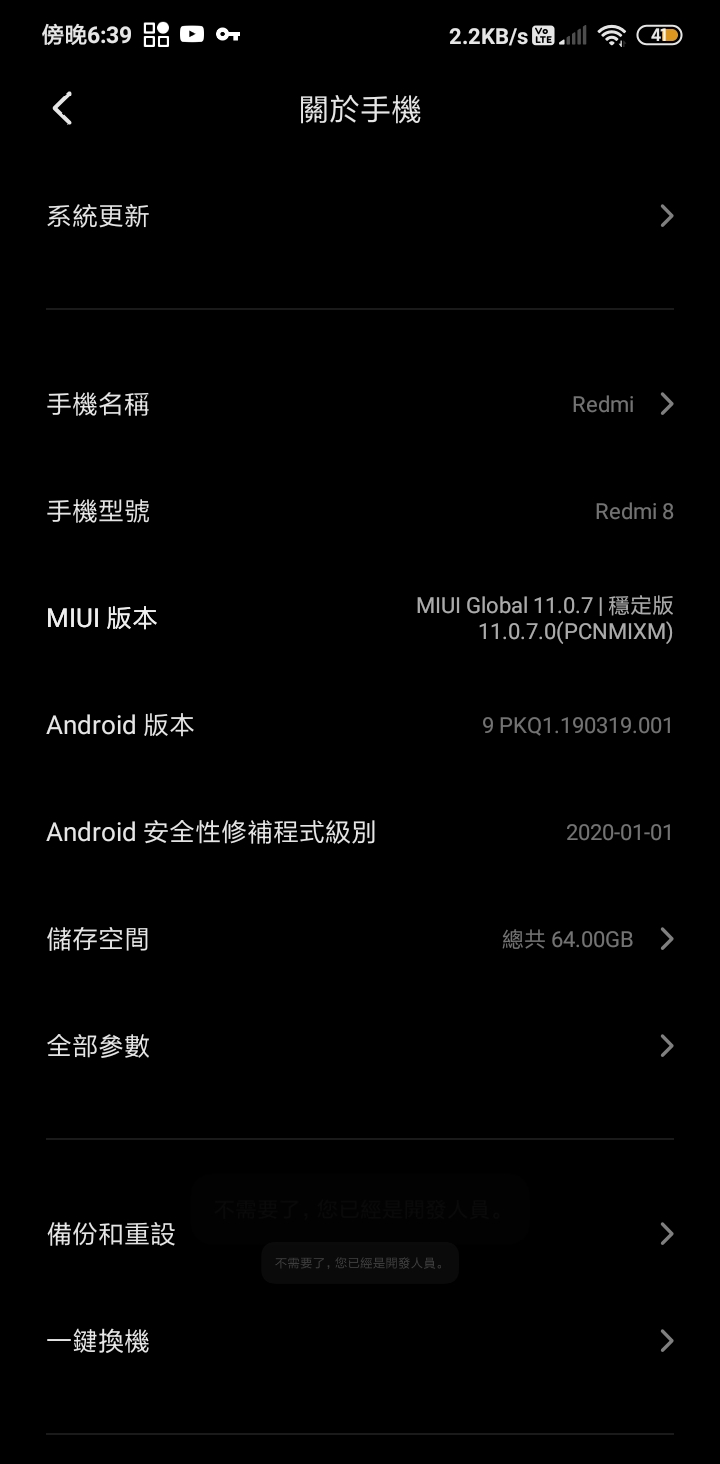 傍晚6:39 2.2KB/s Vo LTE 41
關於手機
系統更新
手機名稱 Redmi
手機型號 Redmi 8
MIUI 版本 MIUI Global 11.0.7 | 穩定版
11.0.7.0(PCNMIXM)
Android 版本 9 PKQ1.190319.001
Android 安全性修補程式級別 2020-01-01
儲存空間 總共 64.00GB
全部參數
不需要了，您已經是開發人員。
備份和重設
不需要了，您已經是開發人員。
一鍵換機